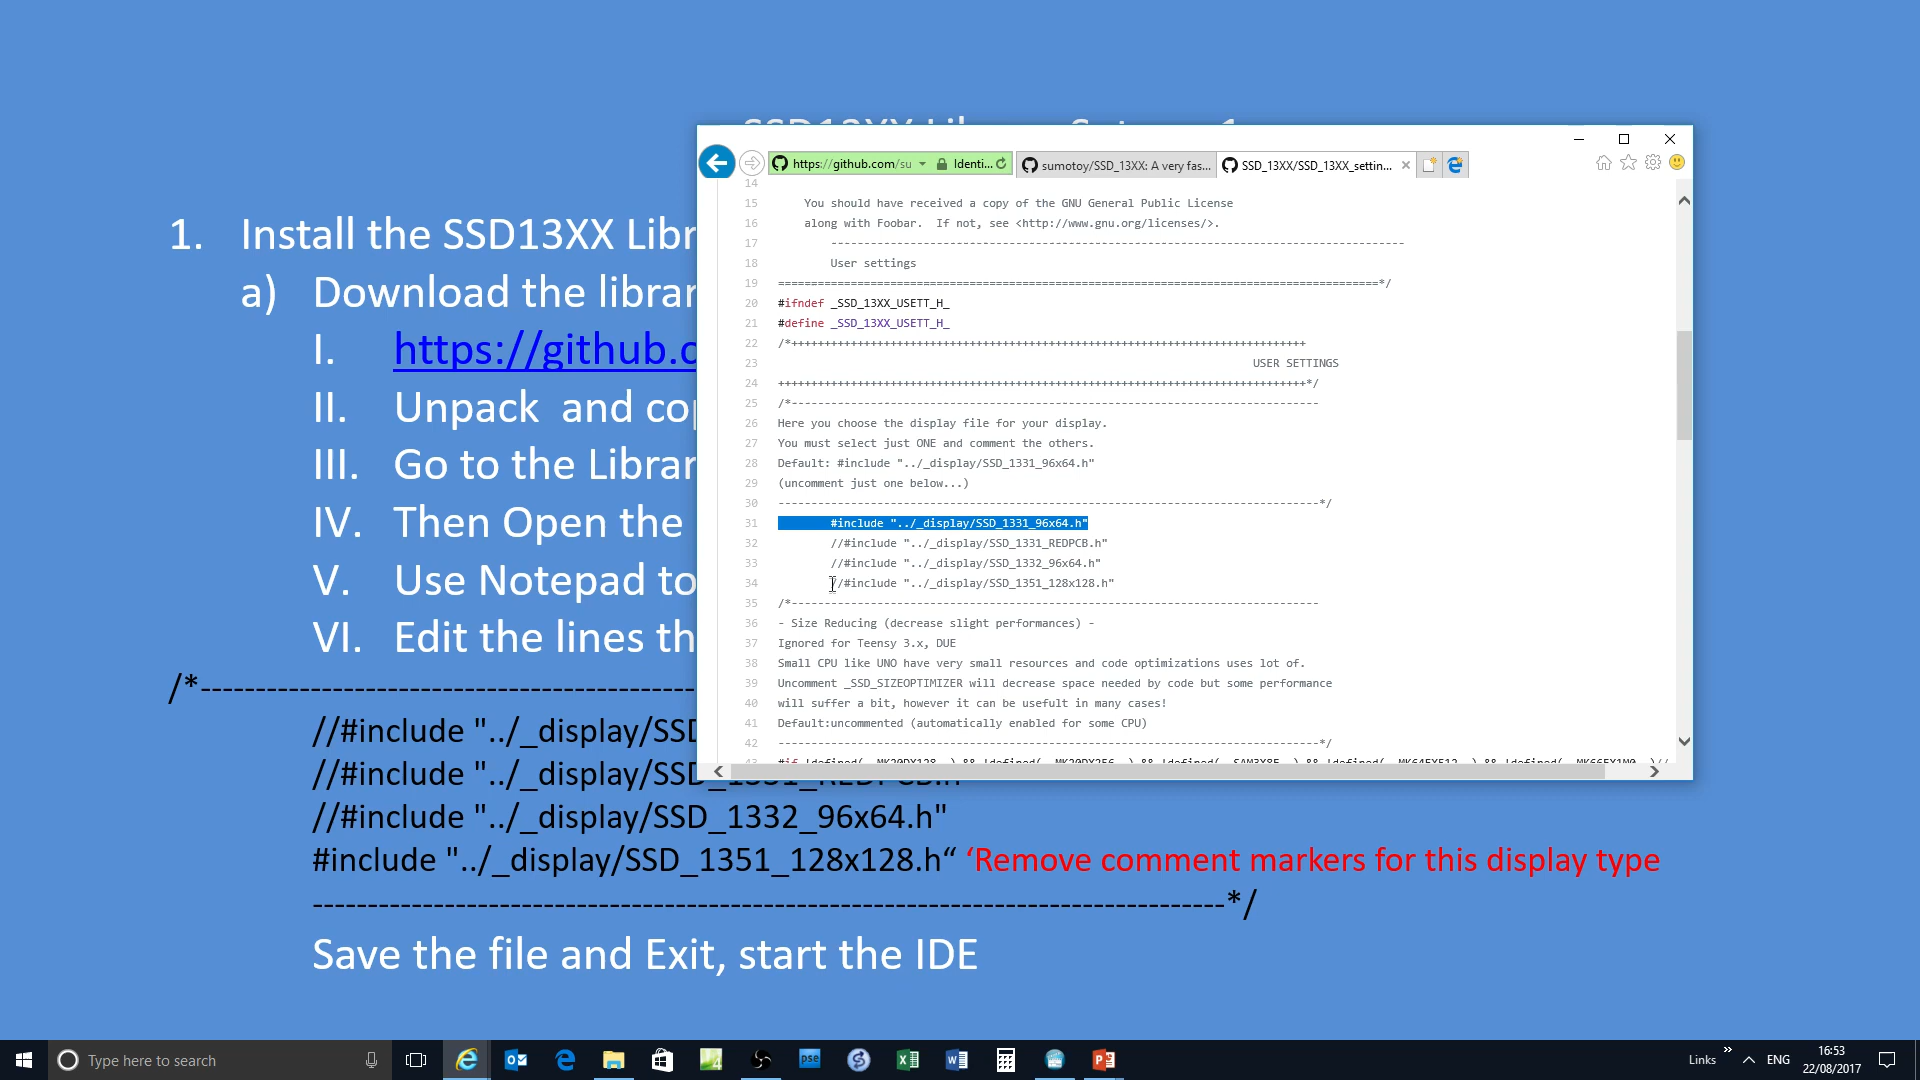 https://github.com/su
Identi...
sumotoy/SSD_13XX: A very fas...
SSD_13XX/SSD_13XX_settin...
1. Install the SSD13XX Libr
a) Download the librar
I. https://github.c
II. Unpack and cop
III. Go to the Librar
IV. Then Open the
V. Use Notepad to
VI. Edit the lines th
/*---------------------------------------------
//#include "../_display/SSD
//#include "../_display/SSD_1331_REDPCB.h"
//#include "../_display/SSD_1332_96x64.h"
#include "../_display/SSD_1351_128x128.h“ ‘Remove comment markers for this display type
------------------------------------------------------------------------------------*/
Save the file and Exit, start the IDE
14
15 You should have received a copy of the GNU General Public License
16 along with Foobar. If not, see <http://www.gnu.org/licenses/>.
17 ---------------------------------------------------------------------------------------
18 User settings
19 ===========================================================================================*/
20 #ifndef _SSD_13XX_USETT_H_
21 #define _SSD_13XX_USETT_H_
22 /*++++++++++++++++++++++++++++++++++++++++++++++++++++++++++++++++++++++++++++++
23 USER SETTINGS
24 ++++++++++++++++++++++++++++++++++++++++++++++++++++++++++++++++++++++++++++++++*/
25 /*--------------------------------------------------------------------------------
26 Here you choose the display file for your display.
27 You must select just ONE and comment the others.
28 Default: #include "../_display/SSD_1331_96x64.h"
29 (uncomment just one below...)
30 ----------------------------------------------------------------------------------*/
31 #include "../_display/SSD_1331_96x64.h"
32 //#include "../_display/SSD_1331_REDPCB.h"
33 //#include "../_display/SSD_1332_96x64.h"
34 //#include "../_display/SSD_1351_128x128.h"
35 /*--------------------------------------------------------------------------------
36 - Size Reducing (decrease slight performances) -
37 Ignored for Teensy 3.x, DUE
38 Small CPU like UNO have very small resources and code optimizations uses lot of.
39 Uncomment _SSD_SIZEOPTIMIZER will decrease space needed by code but some performance
40 will suffer a bit, however it can be usefult in many cases!
41 Default:uncommented (automatically enabled for some CPU)
42 ----------------------------------------------------------------------------------*/
Type here to search
pse
Links
ENG
16:53
22/08/2017